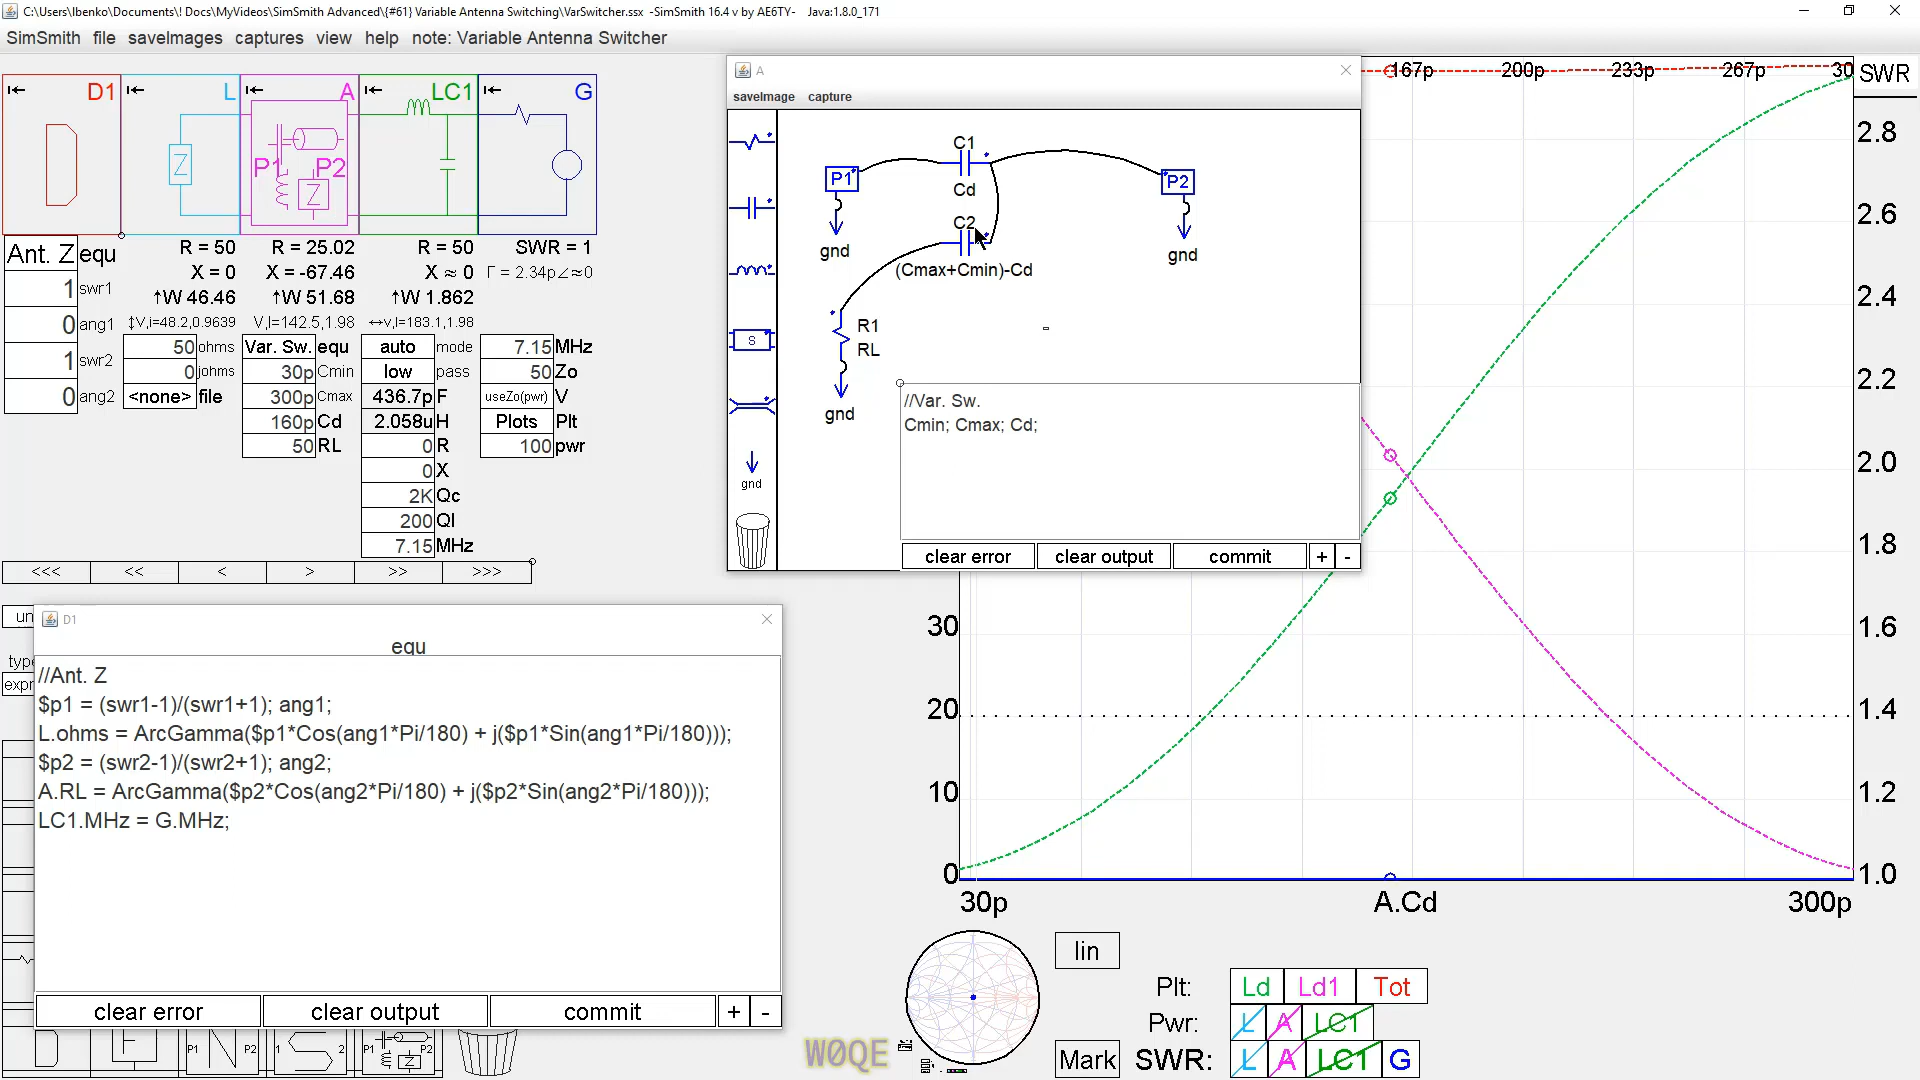 C:\Users\lbenko\Documents\! Docs\MyVideos\SimSmith Advanced\{#61} Variable Antenna Switching\VarSwitcher.ssx -SimSmith 16.4 v by AE6TY- Java:1.8.0_171
SimSmith file saveImages captures view help note: Variable Antenna Switcher
D1 L A LC1 G
Z P1 P2 Z
Ant. Z equ
1 swr1
0 ang1
1 swr2
0 ang2
R = 50
X = 0
↑W 46.46
↕V,i=48.2,0.9639
50 ohms
0 johms
<none> file
R = 25.02
X = -67.46
↑W 51.68
V,I=142.5,1.98
Var. Sw. equ
30p Cmin
300p Cmax
160p Cd
50 RL
R = 50
X ≈ 0
↑W 1.862
↔v,I=183.1,1.98
auto mode
low pass
436.7p F
2.058u H
0 R
0 X
2K Qc
200 Ql
7.15 MHz
SWR = 1
Γ = 2.34p∠≈0
7.15 MHz
50 Zo
useZo(pwr) V
Plots Plt
100 pwr
<<< << < > >> >>>
un
type
expr
D1
equ
//Ant. Z
$p1 = (swr1-1)/(swr1+1); ang1;
L.ohms = ArcGamma($p1*Cos(ang1*Pi/180) + j($p1*Sin(ang1*Pi/180)));
$p2 = (swr2-1)/(swr2+1); ang2;
A.RL = ArcGamma($p2*Cos(ang2*Pi/180) + j($p2*Sin(ang2*Pi/180)));
LC1.MHz = G.MHz;
clear error clear output commit + -
P1 N P2 1 S 2 P1 P2 Z
A
saveImage capture
S
gnd
P1
gnd
C1
Cd
C2
(Cmax+Cmin)-Cd
P2
gnd
R1
RL
gnd
//Var. Sw.
Cmin; Cmax; Cd;
clear error clear output commit + -
167p 200p 233p 267p 30 SWR
2.8
2.6
2.4
2.2
2.0
1.8
30 1.6
20 1.4
10 1.2
0 1.0
30p A.Cd 300p
lin
Mark
W0QE
Plt: Ld Ld1 Tot
Pwr: L A LC1
SWR: L A LC1 G